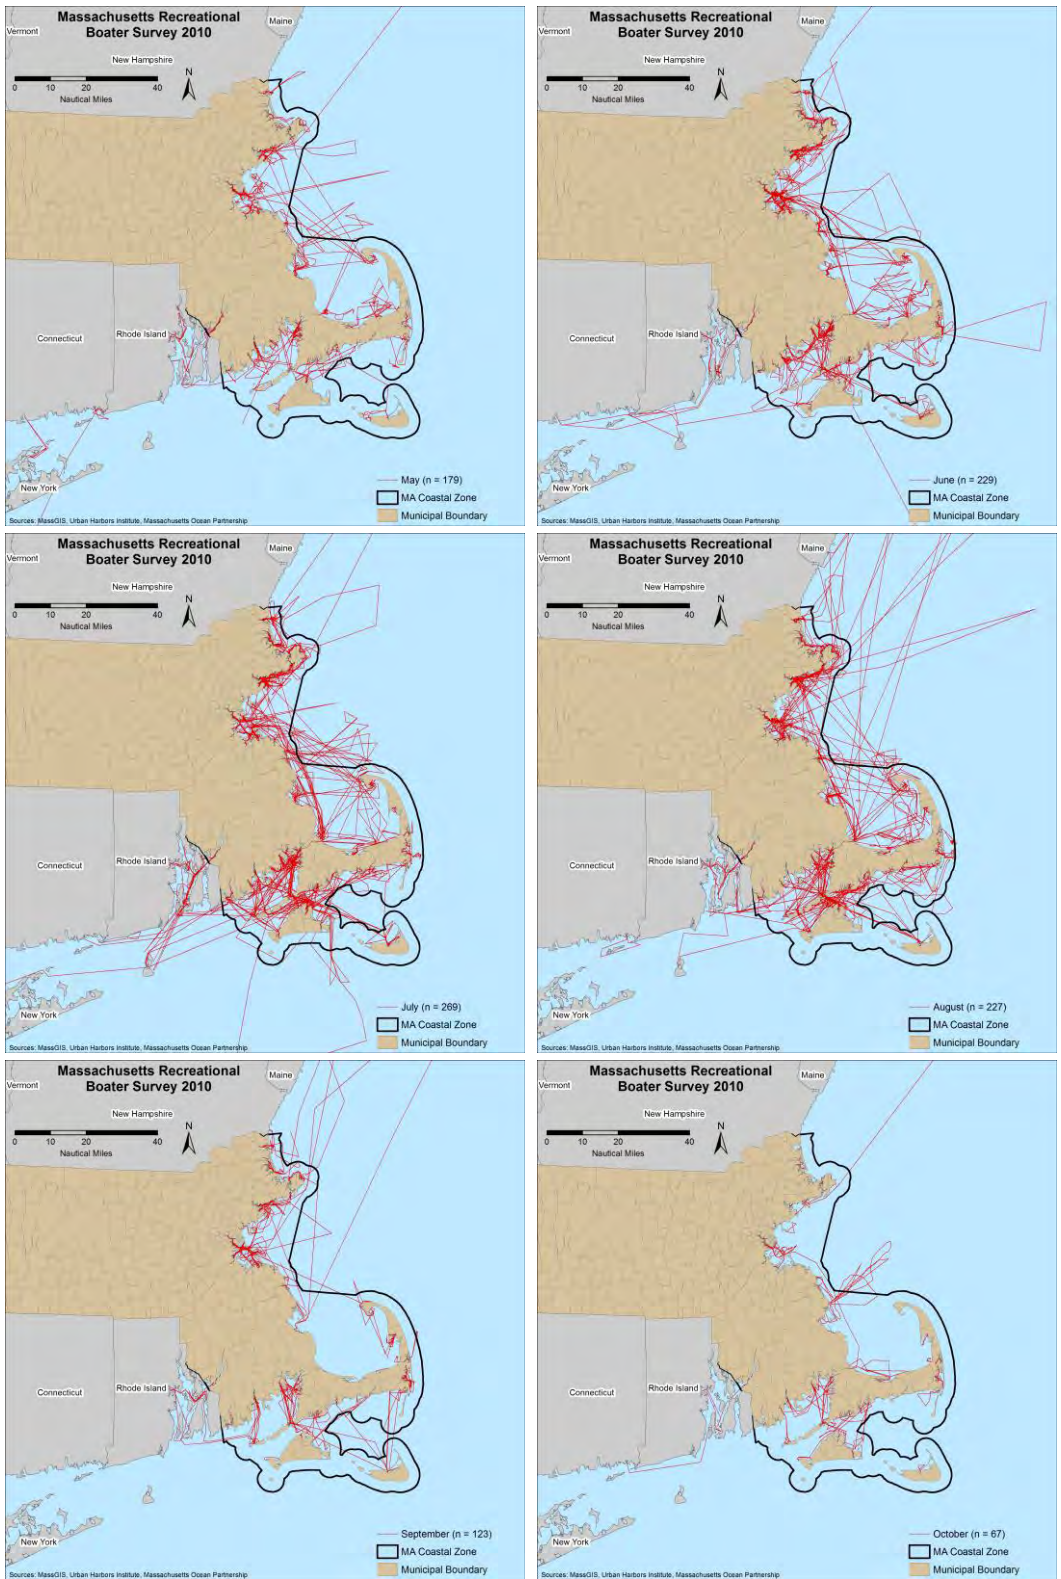 Massachusetts Recreational
Boater Survey 2010
Maine
Vermont
New Hampshire
N
0 10 20 40
Nautical Miles
Connecticut
Rhode Island
New York
May (n = 179)
MA Coastal Zone
Municipal Boundary
Sources: MassGIS, Urban Harbors Institute, Massachusetts Ocean Partnership
Massachusetts Recreational
Boater Survey 2010
Maine
Vermont
New Hampshire
N
0 10 20 40
Nautical Miles
Connecticut
Rhode Island
New York
June (n = 229)
MA Coastal Zone
Municipal Boundary
Sources: MassGIS, Urban Harbors Institute, Massachusetts Ocean Partnership
Massachusetts Recreational
Boater Survey 2010
Maine
Vermont
New Hampshire
N
0 10 20 40
Nautical Miles
Connecticut
Rhode Island
New York
July (n = 269)
MA Coastal Zone
Municipal Boundary
Sources: MassGIS, Urban Harbors Institute, Massachusetts Ocean Partnership
Massachusetts Recreational
Boater Survey 2010
Maine
Vermont
New Hampshire
N
0 10 20 40
Nautical Miles
Connecticut
Rhode Island
New York
August (n = 227)
MA Coastal Zone
Municipal Boundary
Sources: MassGIS, Urban Harbors Institute, Massachusetts Ocean Partnership
Massachusetts Recreational
Boater Survey 2010
Maine
Vermont
New Hampshire
N
0 10 20 40
Nautical Miles
Connecticut
Rhode Island
New York
September (n = 123)
MA Coastal Zone
Municipal Boundary
Sources: MassGIS, Urban Harbors Institute, Massachusetts Ocean Partnership
Massachusetts Recreational
Boater Survey 2010
Maine
Vermont
New Hampshire
N
0 10 20 40
Nautical Miles
Connecticut
Rhode Island
New York
October (n = 67)
MA Coastal Zone
Municipal Boundary
Sources: MassGIS, Urban Harbors Institute, Massachusetts Ocean Partnership